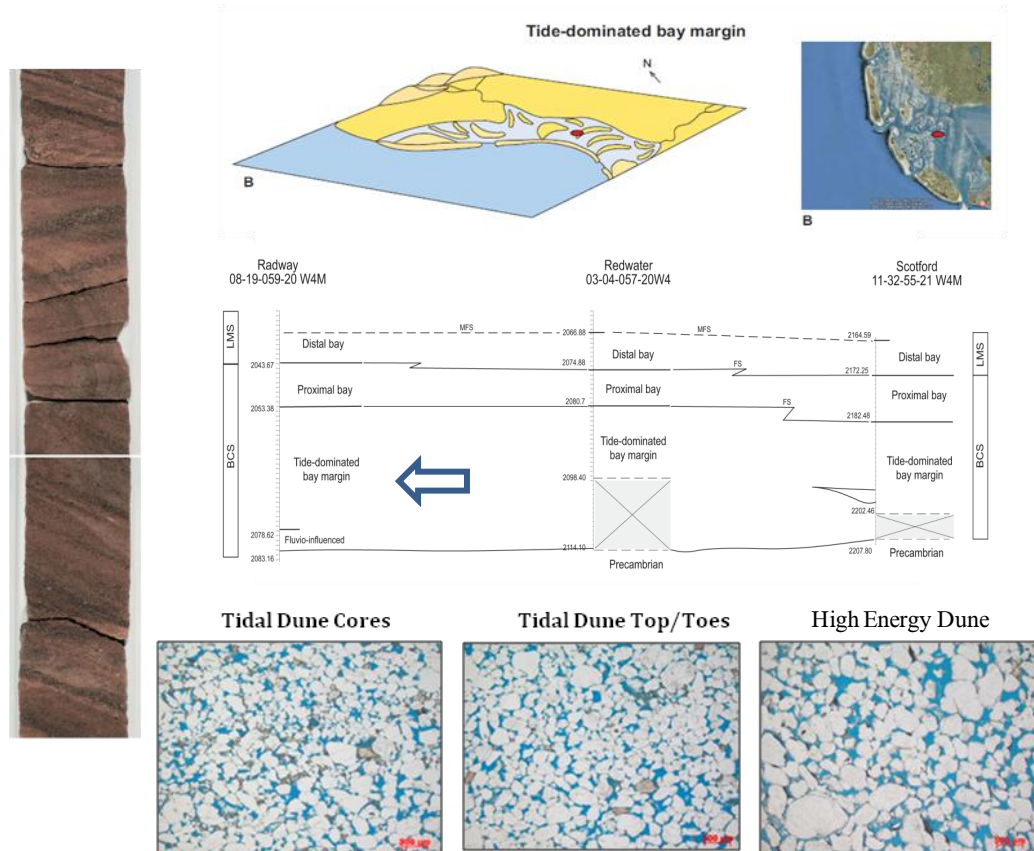 Tide-dominated bay margin
N
B
B
Radway
08-19-059-20 W4M
Redwater
03-04-057-20W4
Scotford
11-32-55-21 W4M
LMS
BCS
MFS
MFS
2066.88
2164.59
LMS
BCS
Distal bay
Distal bay
Distal bay
2043.67
2074.88
FS
2172.25
Proximal bay
Proximal bay
Proximal bay
2053.38
2080.7
FS
2182.48
Tide-dominated
bay margin
Tide-dominated
bay margin
Tide-dominated
bay margin
2096.40
2202.46
2078.62
Fluvio-influenced
2083.16
2114.10
Precambrian
2207.80
Precambrian
Tidal Dune Cores
Tidal Dune Top/Toes
High Energy Dune